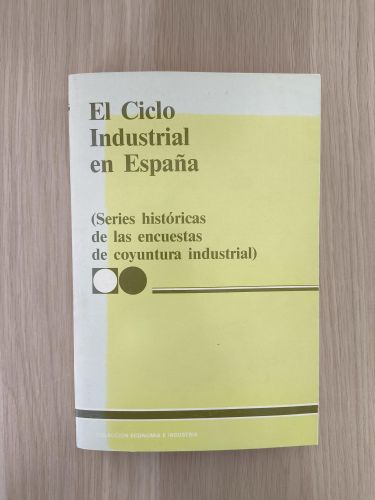 El Ciclo
Industrial
en España
(Series históricas
de las encuestas
de coyuntura industrial)
COLECCION ECONOMIA E INDUSTRIA